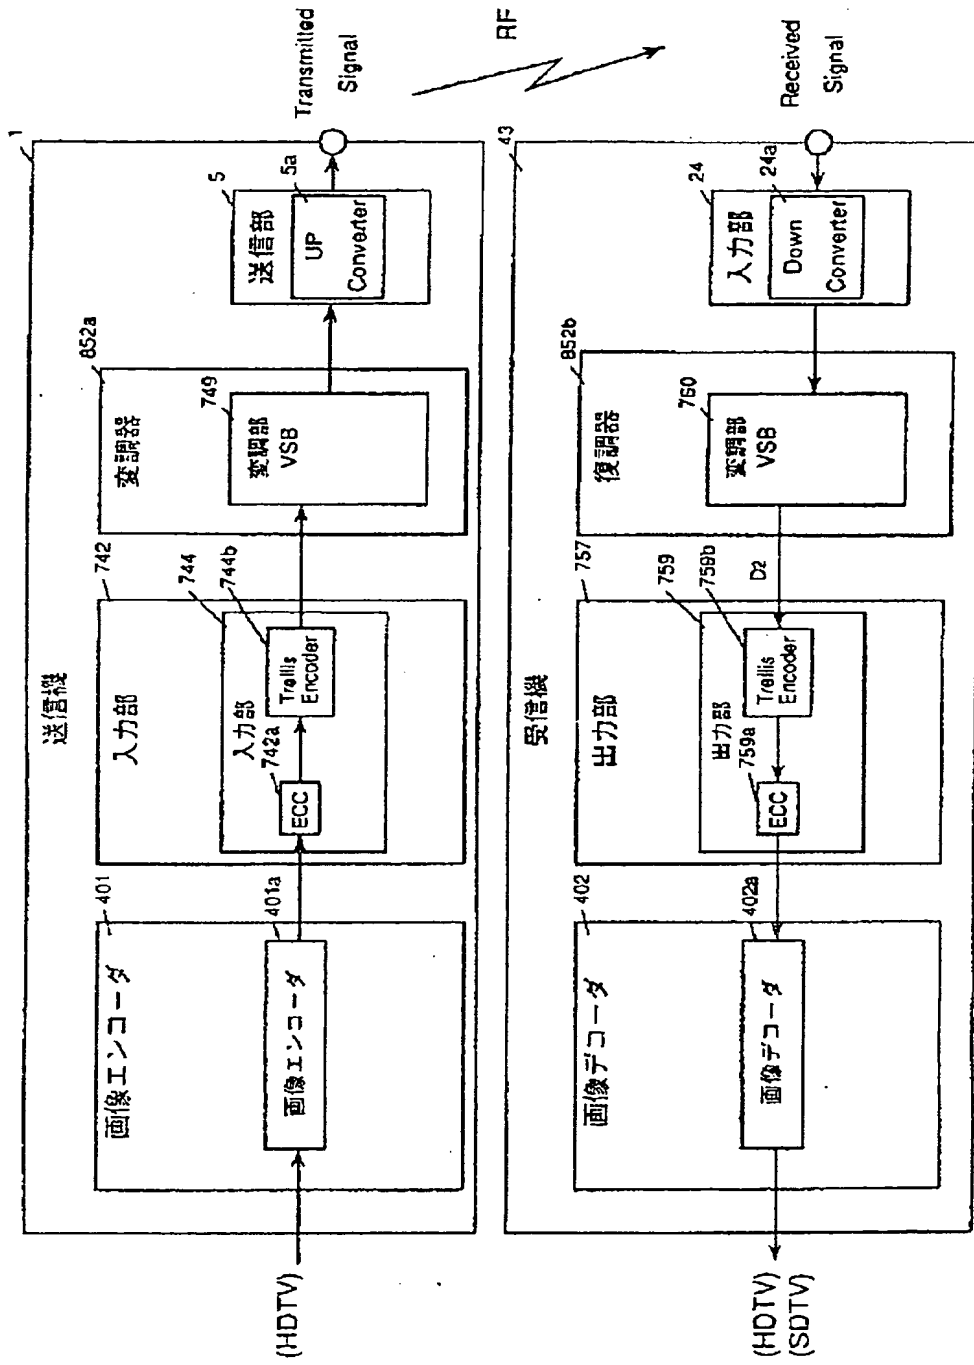 送信機
1
(HDTV)
画像エンコーダ
401
画像エンコーダ
401a
入力部
742
入力部
744
742a
ECC
744b
Trellis
Encoder
変調器
852a
749
変調部
VSB
5
送信部
5a
UP
Converter
Transmitted
Signal
RF
受信機
43
(HDTV)
(SDTV)
画像デコーダ
402
画像デコーダ
402a
出力部
757
出力部
759
759a
ECC
759b
Trellis
Encoder
D2
復調器
852b
760
変調部
VSB
24
入力部
24a
Down
Converter
Received
Signal